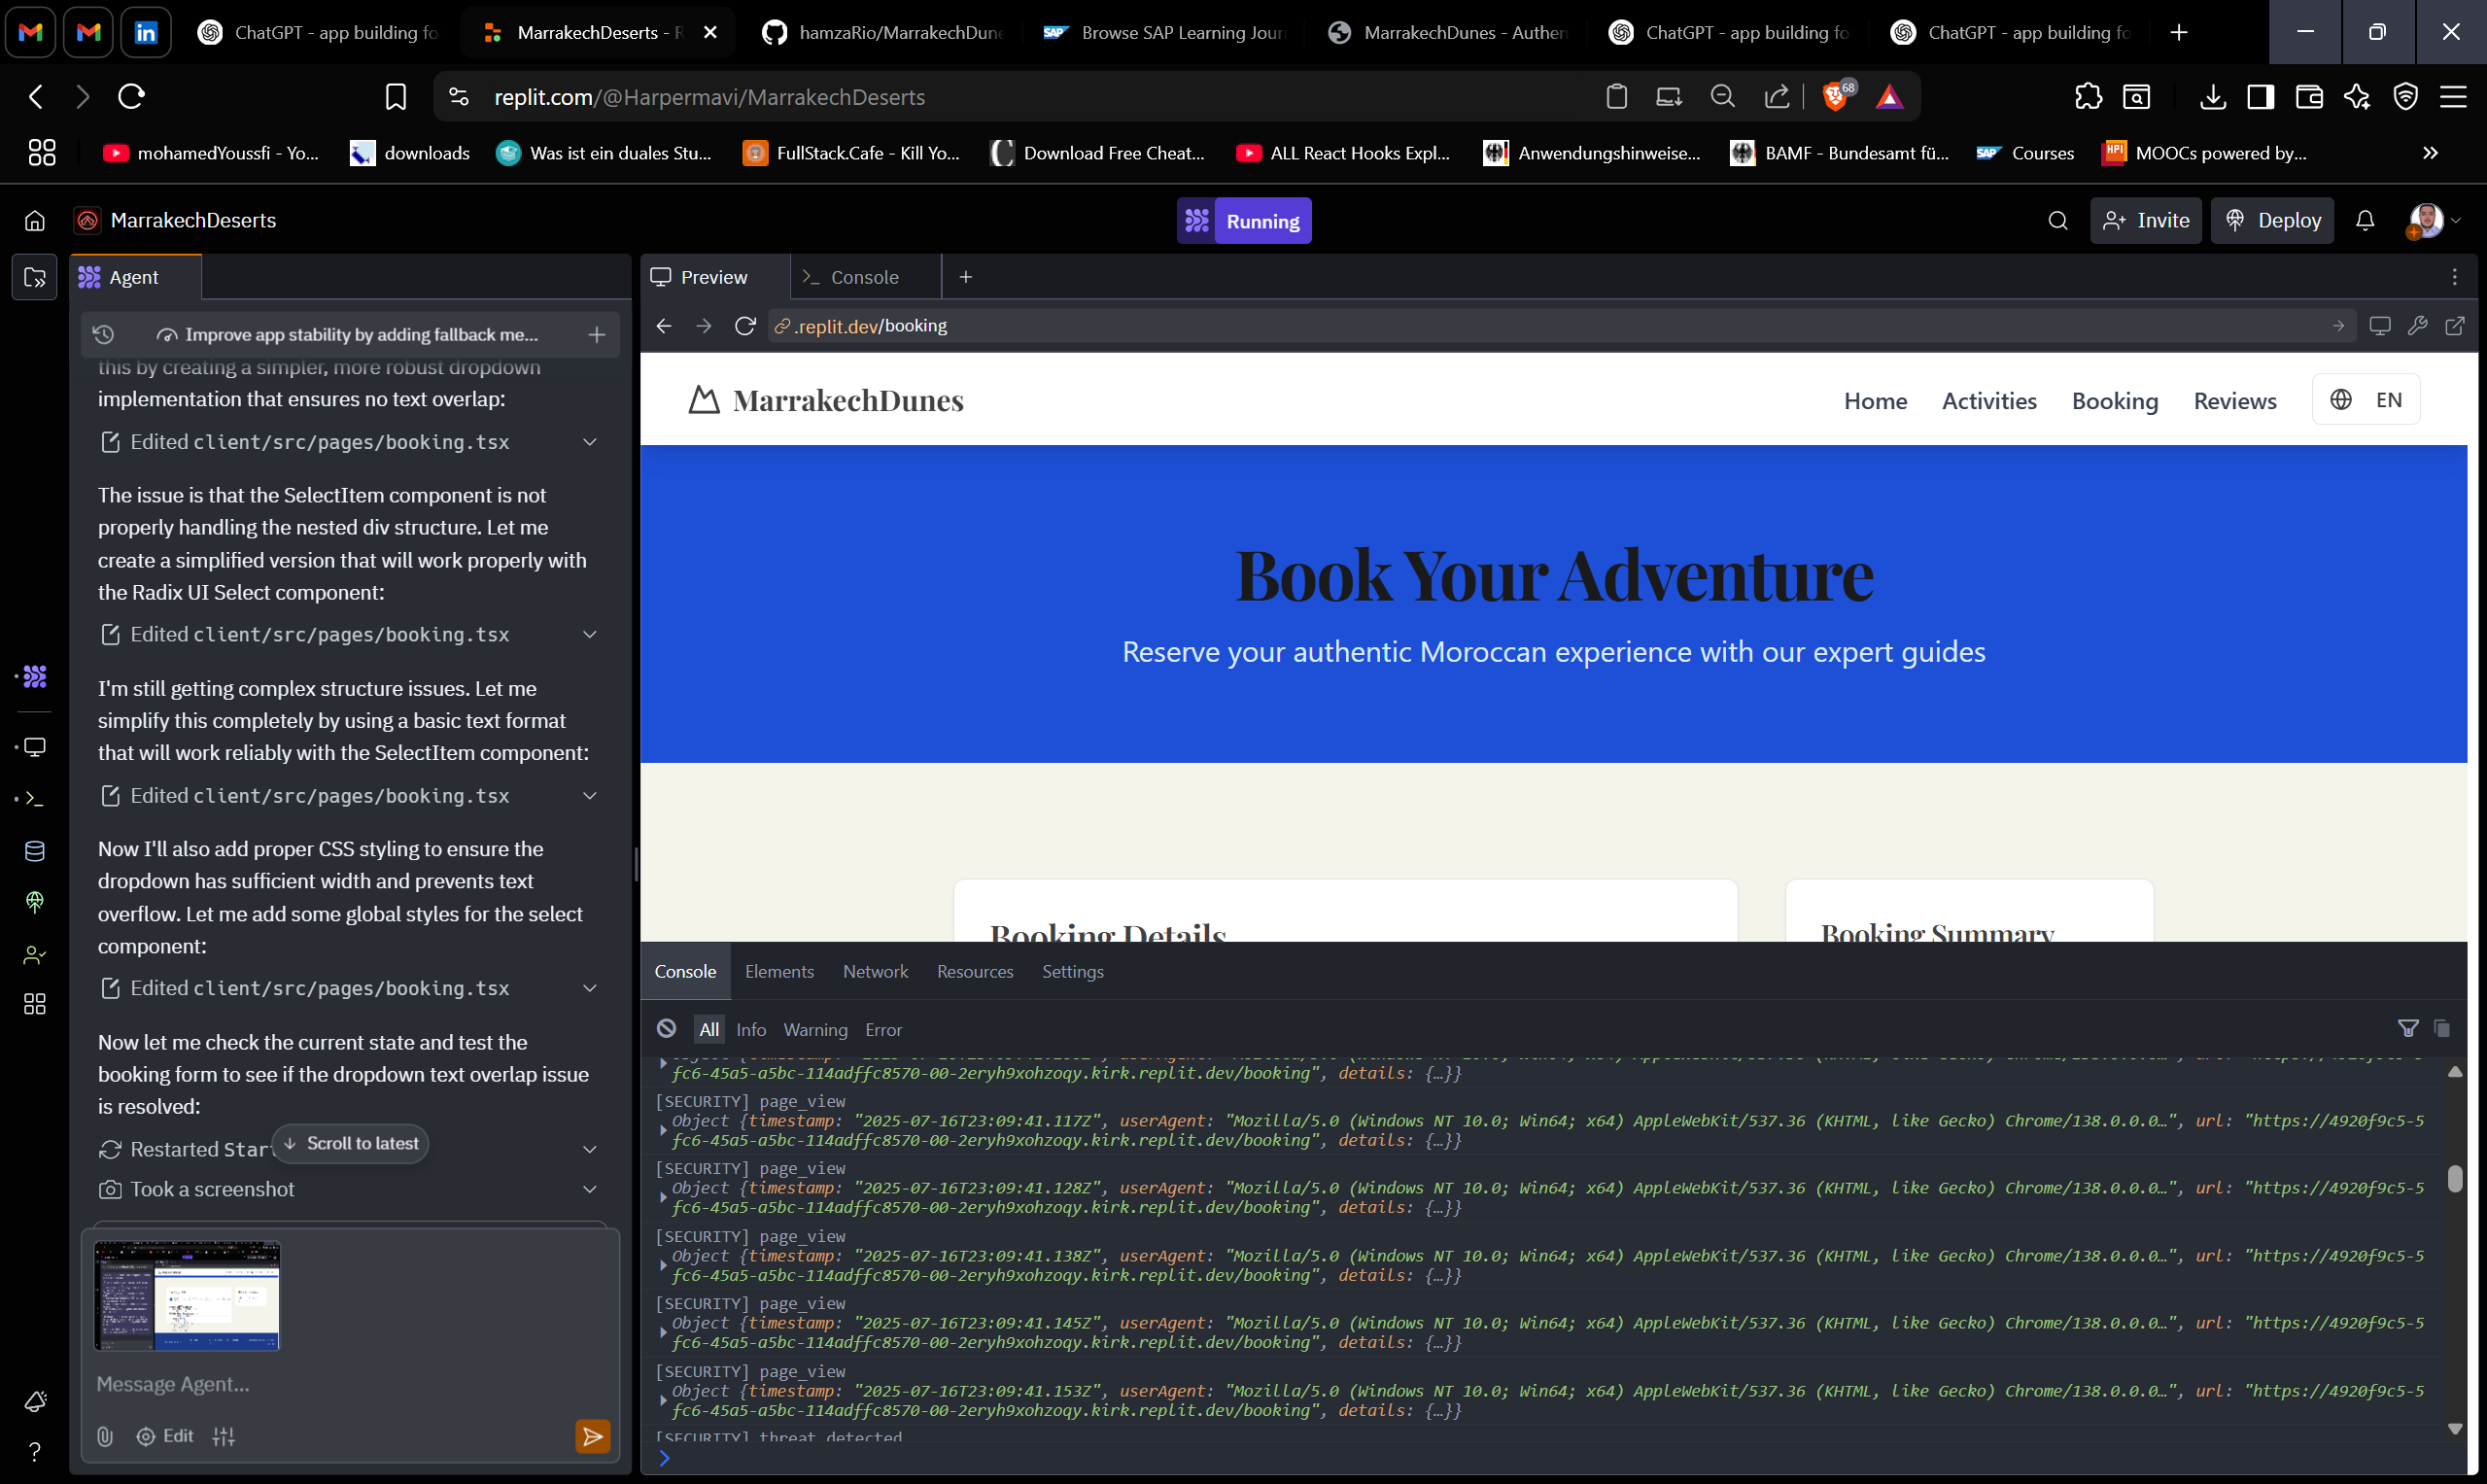 ChatGPT - app building fo
MarrakechDeserts - R
hamzaRio/MarrakechDune
Browse SAP Learning Jour
MarrakechDunes - Authen
ChatGPT - app building fo
ChatGPT - app building fo
replit.com/@Harpermavi/MarrakechDeserts
68
mohamedYoussfi - Yo...
downloads
Was ist ein duales Stu...
FullStack.Cafe - Kill Yo...
Download Free Cheat...
ALL React Hooks Expl...
Anwendungshinweise...
BAMF - Bundesamt fü...
SAP
Courses
HPI
MOOCs powered by...
MarrakechDeserts
Running
Invite
Deploy
Agent
Improve app stability by adding fallback me...
this by creating a simpler, more robust dropdown
implementation that ensures no text overlap:
Edited client/src/pages/booking.tsx
The issue is that the SelectItem component is not
properly handling the nested div structure. Let me
create a simplified version that will work properly with
the Radix UI Select component:
Edited client/src/pages/booking.tsx
I'm still getting complex structure issues. Let me
simplify this completely by using a basic text format
that will work reliably with the SelectItem component:
Edited client/src/pages/booking.tsx
Now I'll also add proper CSS styling to ensure the
dropdown has sufficient width and prevents text
overflow. Let me add some global styles for the select
component:
Edited client/src/pages/booking.tsx
Now let me check the current state and test the
booking form to see if the dropdown text overlap issue
is resolved:
Restarted Star
Scroll to latest
Took a screenshot
Message Agent...
Edit
Preview
Console
.replit.dev/booking
MarrakechDunes
Home
Activities
Booking
Reviews
EN
Book Your Adventure
Reserve your authentic Moroccan experience with our expert guides
Booking Details
Booking Summary
Console
Elements
Network
Resources
Settings
All
Info
Warning
Error
fc6-45a5-a5bc-114adffc8570-00-2eryh9xohzoqy.kirk.replit.dev/booking", details: {…}}
[SECURITY] page_view
Object {timestamp: "2025-07-16T23:09:41.117Z", userAgent: "Mozilla/5.0 (Windows NT 10.0; Win64; x64) AppleWebKit/537.36 (KHTML, like Gecko) Chrome/138.0.0.0…", url: "https://4920f9c5-5
fc6-45a5-a5bc-114adffc8570-00-2eryh9xohzoqy.kirk.replit.dev/booking", details: {…}}
[SECURITY] page_view
Object {timestamp: "2025-07-16T23:09:41.128Z", userAgent: "Mozilla/5.0 (Windows NT 10.0; Win64; x64) AppleWebKit/537.36 (KHTML, like Gecko) Chrome/138.0.0.0…", url: "https://4920f9c5-5
fc6-45a5-a5bc-114adffc8570-00-2eryh9xohzoqy.kirk.replit.dev/booking", details: {…}}
[SECURITY] page_view
Object {timestamp: "2025-07-16T23:09:41.138Z", userAgent: "Mozilla/5.0 (Windows NT 10.0; Win64; x64) AppleWebKit/537.36 (KHTML, like Gecko) Chrome/138.0.0.0…", url: "https://4920f9c5-5
fc6-45a5-a5bc-114adffc8570-00-2eryh9xohzoqy.kirk.replit.dev/booking", details: {…}}
[SECURITY] page_view
Object {timestamp: "2025-07-16T23:09:41.145Z", userAgent: "Mozilla/5.0 (Windows NT 10.0; Win64; x64) AppleWebKit/537.36 (KHTML, like Gecko) Chrome/138.0.0.0…", url: "https://4920f9c5-5
fc6-45a5-a5bc-114adffc8570-00-2eryh9xohzoqy.kirk.replit.dev/booking", details: {…}}
[SECURITY] page_view
Object {timestamp: "2025-07-16T23:09:41.153Z", userAgent: "Mozilla/5.0 (Windows NT 10.0; Win64; x64) AppleWebKit/537.36 (KHTML, like Gecko) Chrome/138.0.0.0…", url: "https://4920f9c5-5
fc6-45a5-a5bc-114adffc8570-00-2eryh9xohzoqy.kirk.replit.dev/booking", details: {…}}
[SECURITY] threat detected